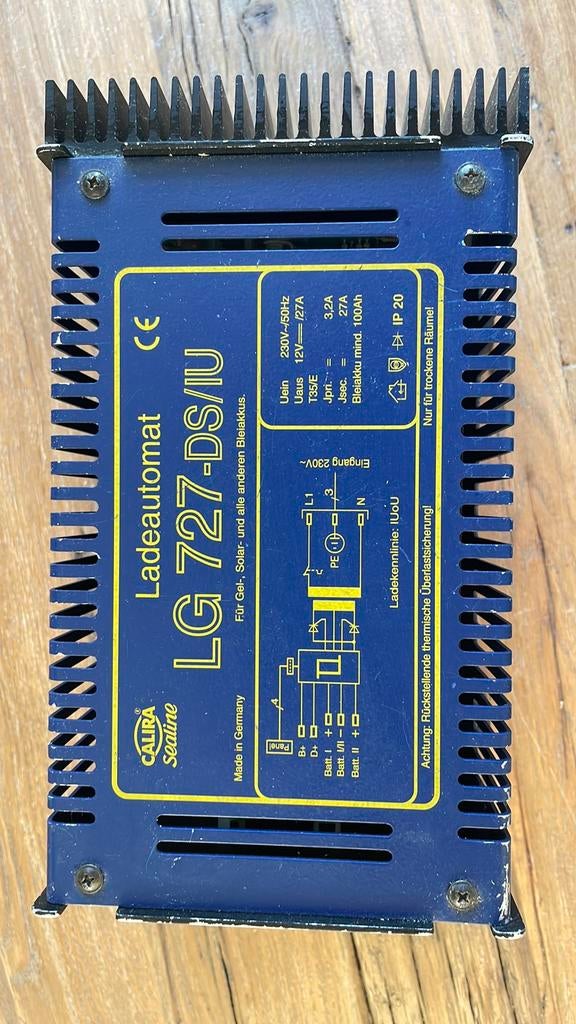 CALIRA®
Sealine
Ladeautomat
CE
LG 727-DS/IU
Made in Germany
Für Gel-, Solar- und alle anderen Bleiakkus.
Panel
4
B+
D+
Batt. I +
Batt. I/II −
Batt. II +
PE
L1
3
N
Eingang 230V~
Ladekennlinie: IUoU
Uein 230V~/50Hz
Uaus 12V⎓/27A
T35/E
Jpri. = 3,2A
Jsec. = 27A
Bleiakku mind. 100Ah
IP 20
Achtung: Rückstellende thermische Überlastsicherung!
Nur für trockene Räume!